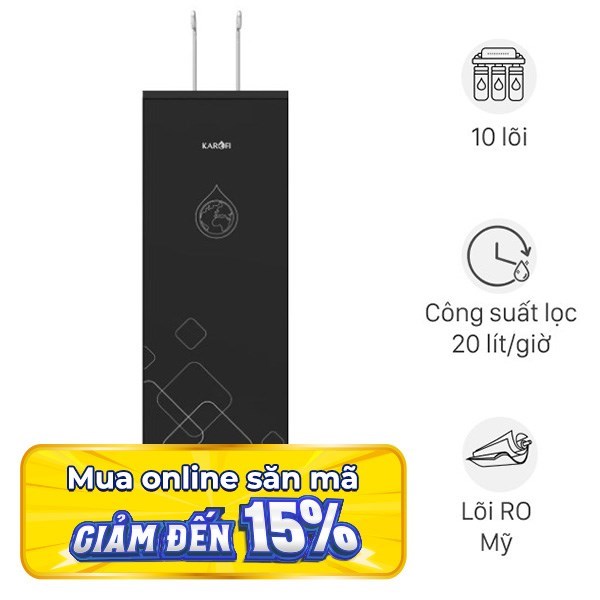 KAROFI
10 lõi
Công suất lọc
20 lít/giờ
Lõi RO
Mỹ
Mua online săn mã
GIẢM ĐẾN 15%